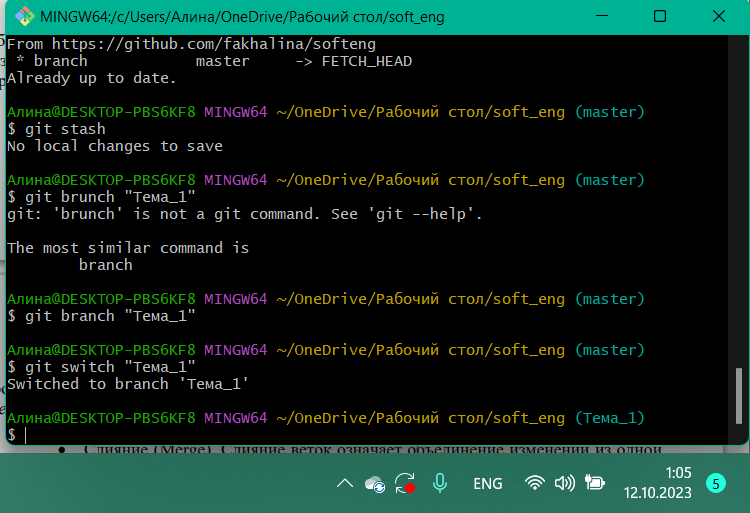 MINGW64:/c/Users/Алина/OneDrive/Рабочий стол/soft_eng
From https://github.com/fakhalina/softeng
 * branch            master     -> FETCH_HEAD
Already up to date.
Алина@DESKTOP-PBS6KF8 MINGW64 ~/OneDrive/Рабочий стол/soft_eng (master)
$ git stash
No local changes to save
Алина@DESKTOP-PBS6KF8 MINGW64 ~/OneDrive/Рабочий стол/soft_eng (master)
$ git brunch "Тема_1"
git: 'brunch' is not a git command. See 'git --help'.
The most similar command is
        branch
Алина@DESKTOP-PBS6KF8 MINGW64 ~/OneDrive/Рабочий стол/soft_eng (master)
$ git branch "Тема_1"
Алина@DESKTOP-PBS6KF8 MINGW64 ~/OneDrive/Рабочий стол/soft_eng (master)
$ git switch "Тема_1"
Switched to branch 'Тема_1'
Алина@DESKTOP-PBS6KF8 MINGW64 ~/OneDrive/Рабочий стол/soft_eng (Тема_1)
$
Слияние (Merge). Слияние веток означает объединение изменений из одной
ENG
1:05
12.10.2023
5